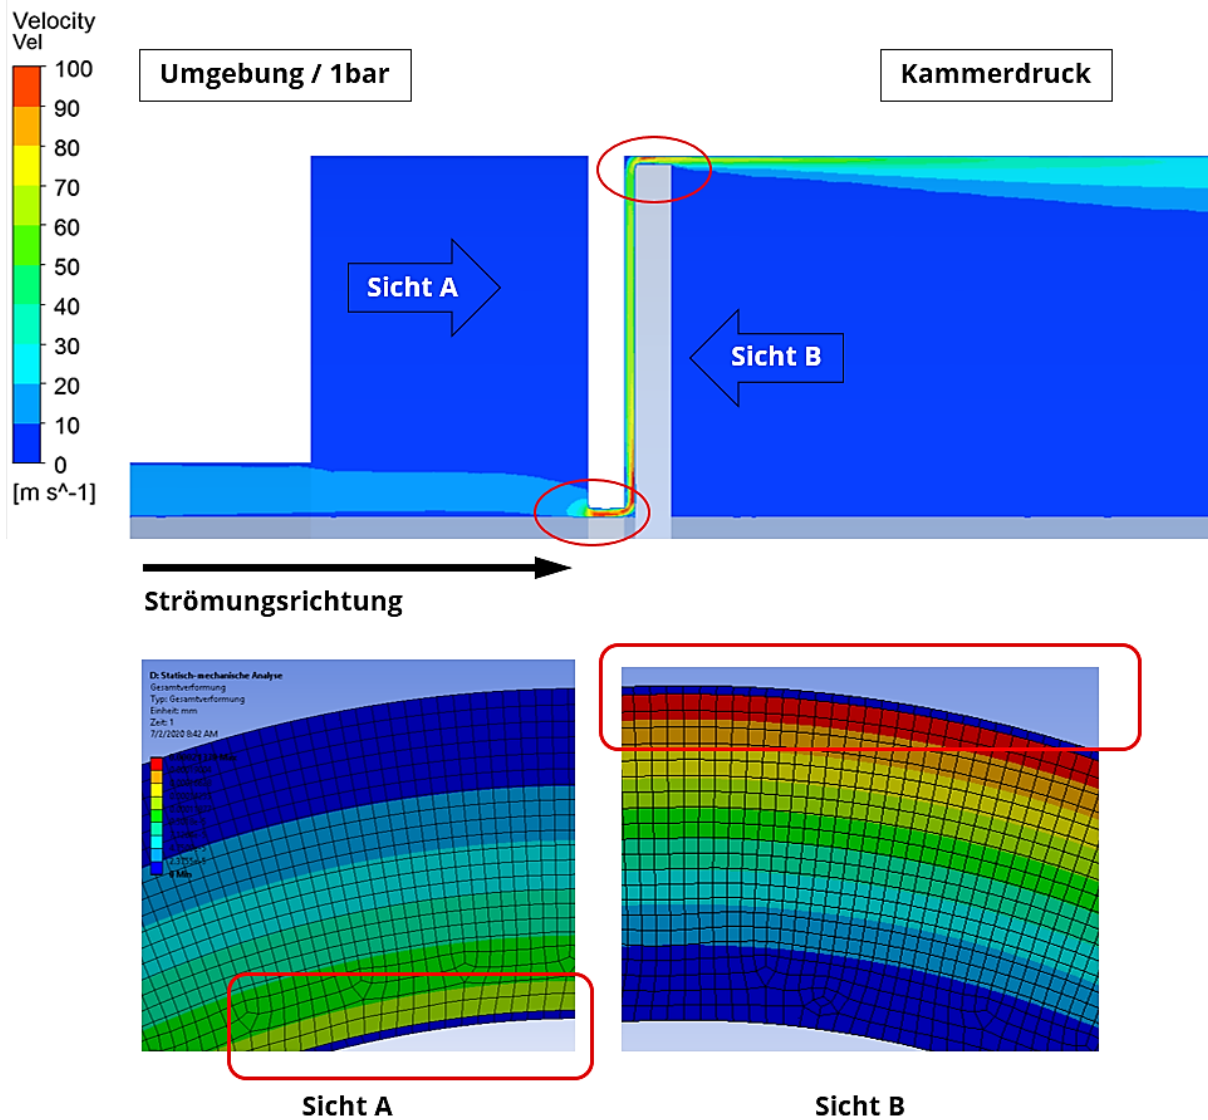 Velocity
Vel
Umgebung / 1bar
Kammerdruck
100
90
80
70
60
50
40
30
20
10
0
[m s^-1]
Sicht A
Sicht B
Strömungsrichtung
D: Statisch-mechanische Analyse
Gesamtverformung
Typ: Gesamtverformung
Einheit: mm
Zeit: 1
7/2/2020 8:42 AM
0 Min
Sicht A
Sicht B